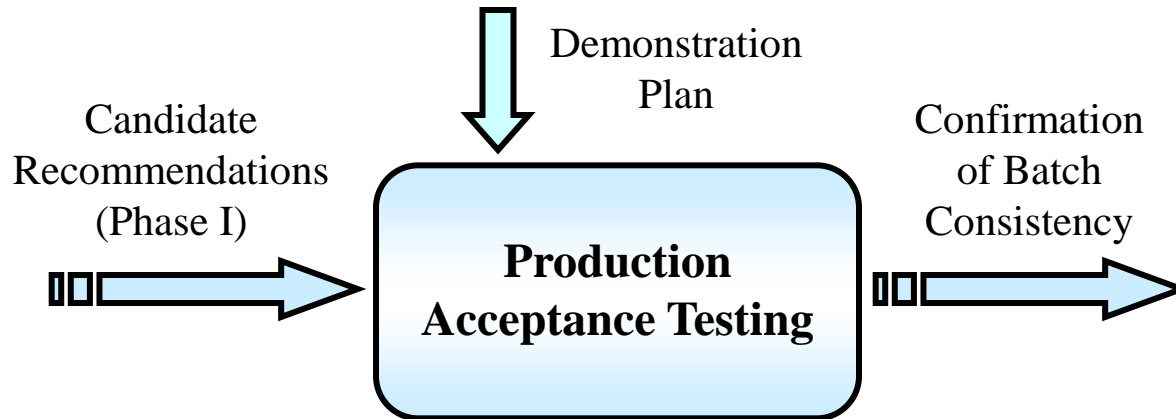 Demonstration
Plan
Candidate
Recommendations
(Phase I)
Confirmation
of Batch
Consistency
Production
Acceptance Testing